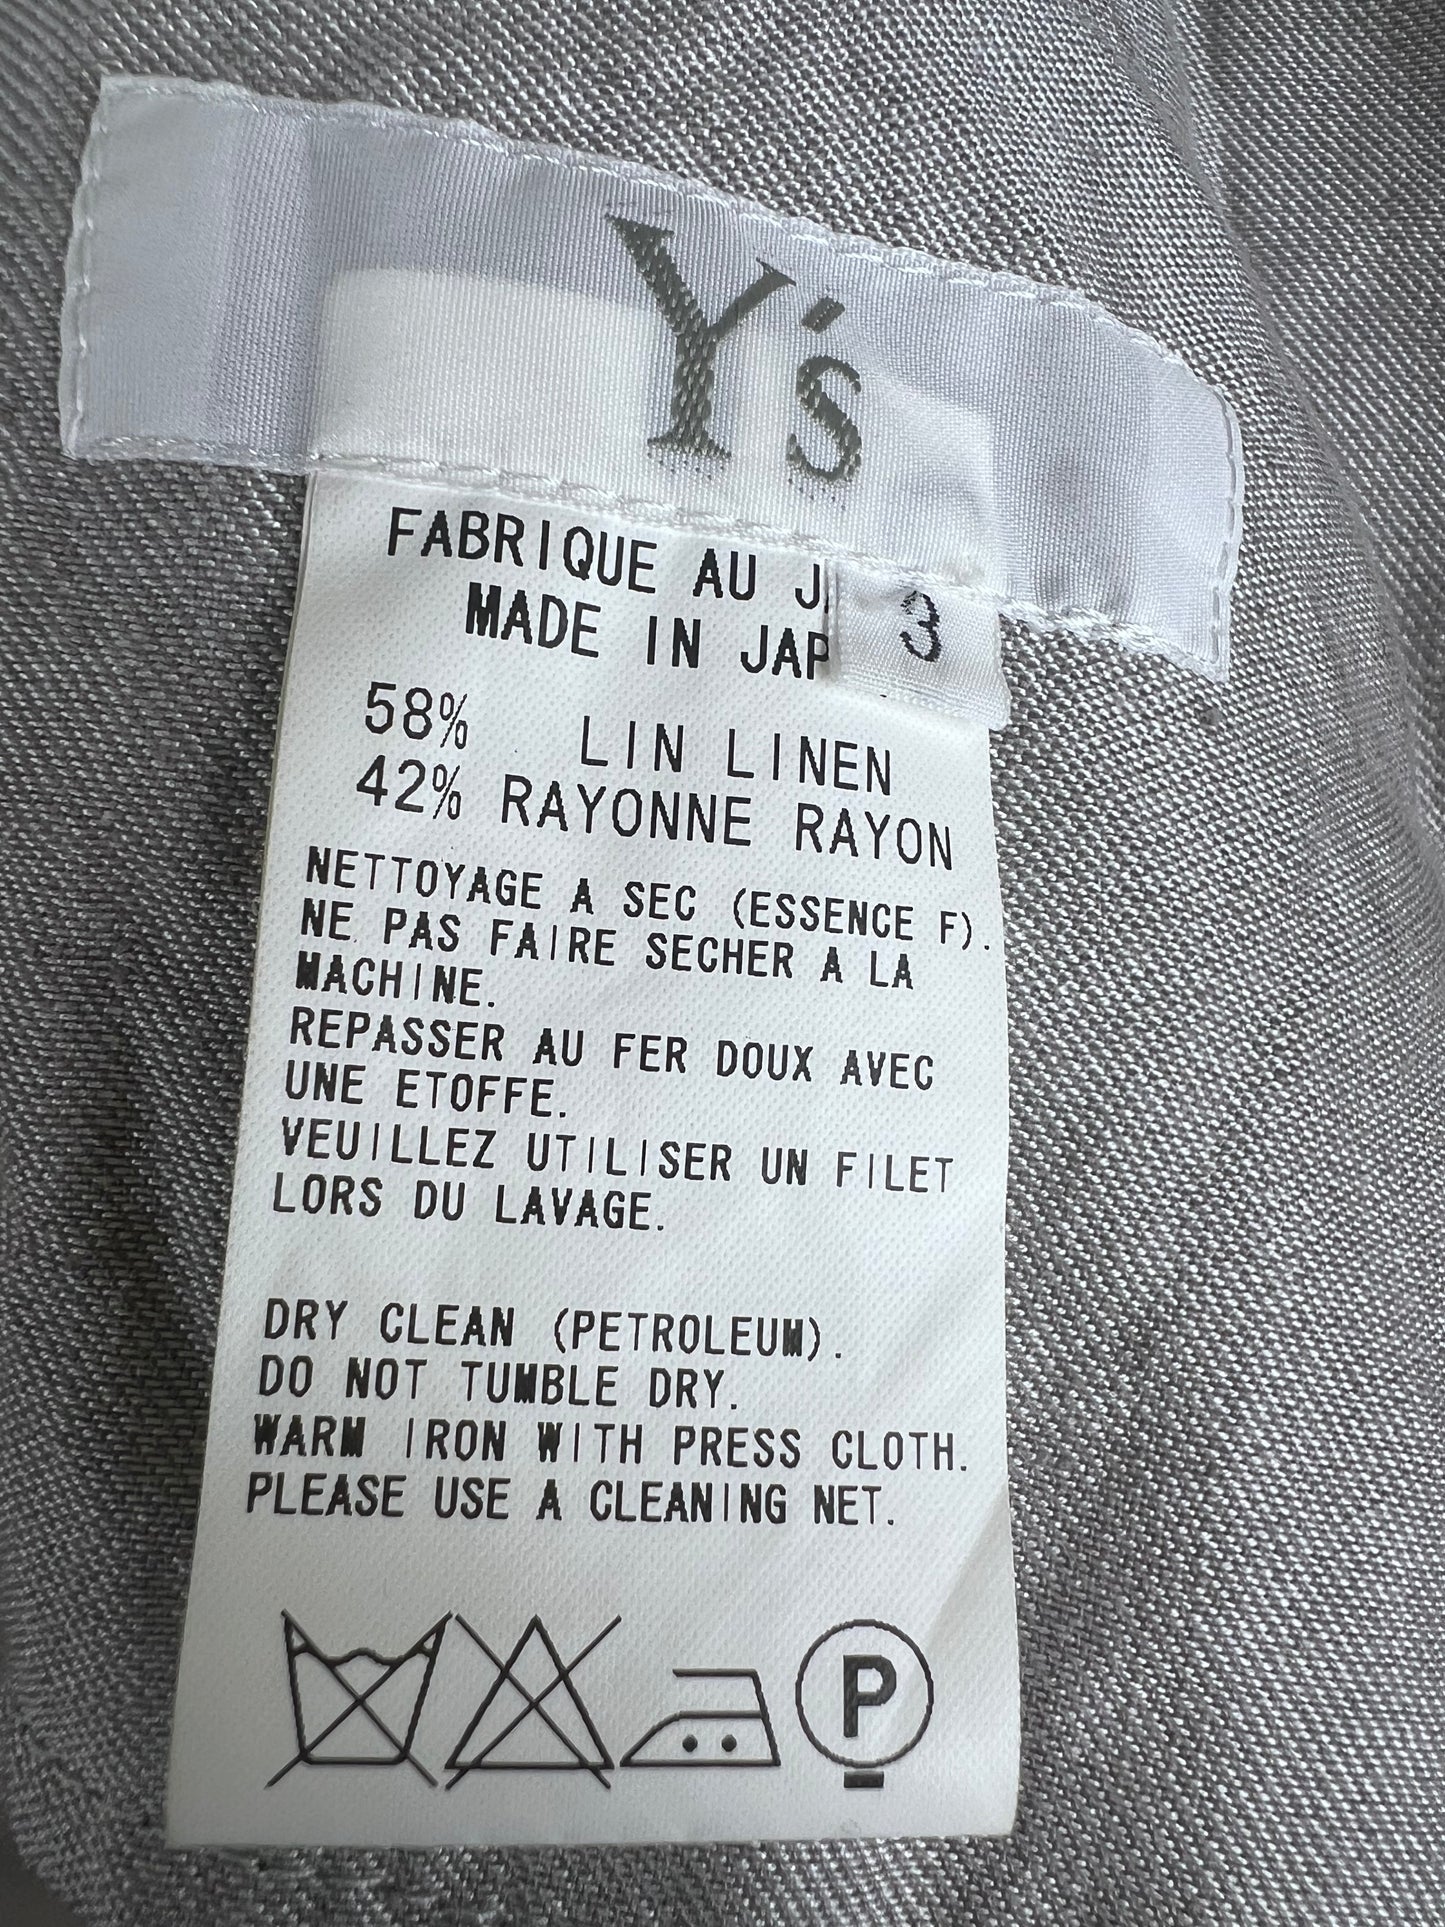 Y's
FABRIQUE AU
MADE IN
3
58% LIN LINEN
42% RAYONNE RAYON
NETTOYAGE A SEC (ESSENCE F).
NE PAS FAIRE SECHER A LA
MACHINE.
REPASSER AU FER DOUX AVEC
UNE ETOFFE.
VEUILLEZ UTILISER UN FILET
LORS DU LAVAGE.
DRY CLEAN (PETROLEUM).
DO NOT TUMBLE DRY.
WARM IRON WITH PRESS CLOTH.
PLEASE USE A CLEANING NET.
P